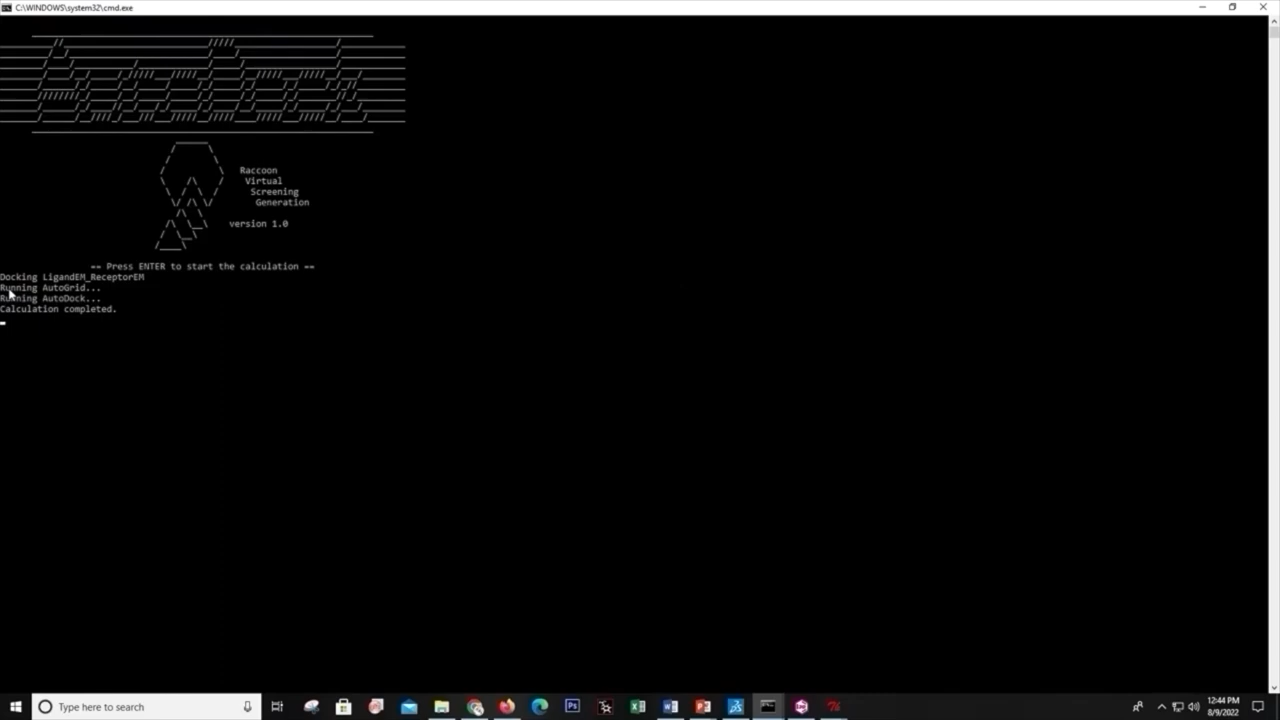 C:\WINDOWS\system32\cmd.exe
Raccoon
Virtual
Screening
Generation
version 1.0
== Press ENTER to start the calculation ==
Docking LigandEM_ReceptorEM
Running AutoGrid...
Running AutoDock...
Calculation completed.
Type here to search
12:44 PM
8/9/2022